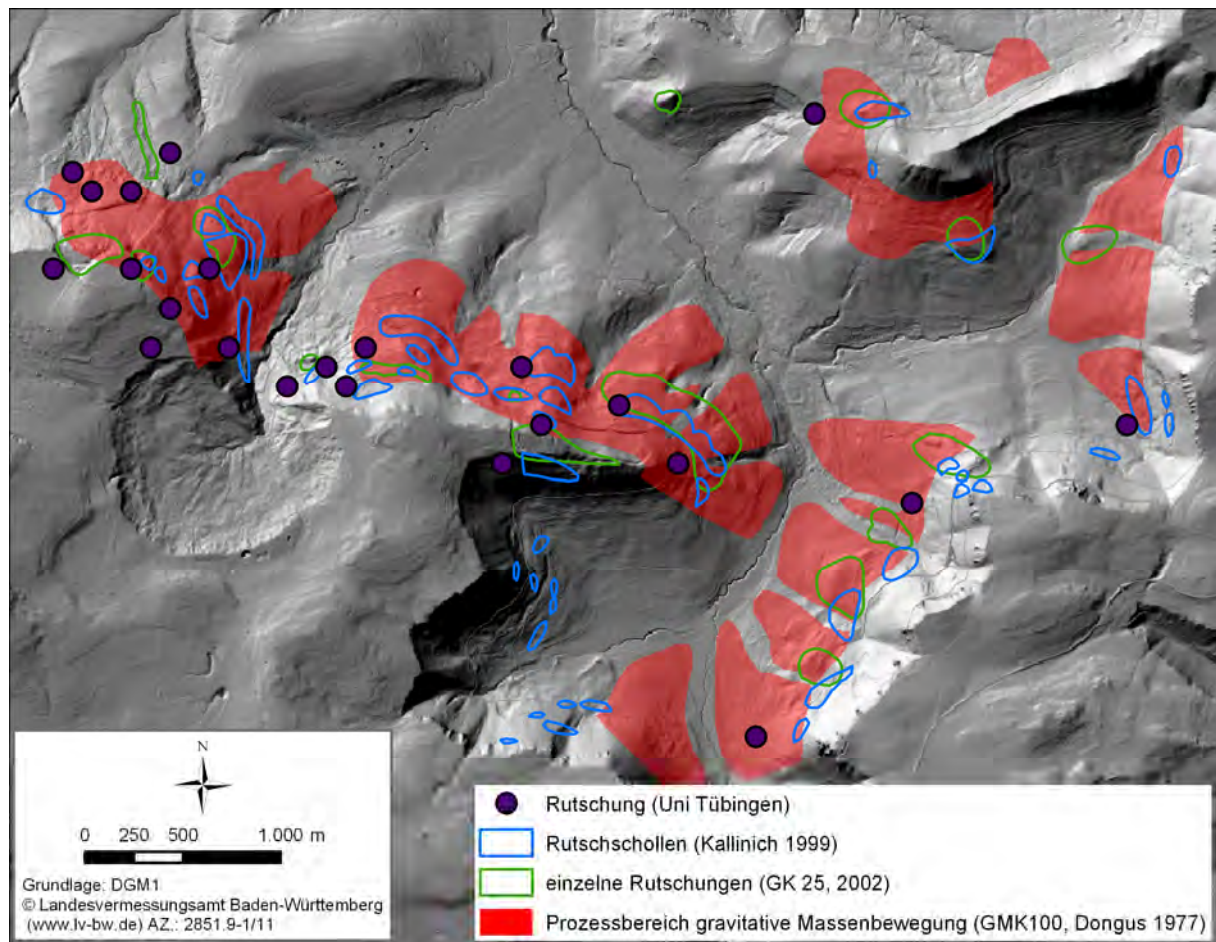 N
0 250 500 1.000 m
Grundlage: DGM1
© Landesvermessungsamt Baden-Württemberg
(www.lv-bw.de) AZ.: 2851.9-1/11
Rutschung (Uni Tübingen)
Rutschschollen (Kallinich 1999)
einzelne Rutschungen (GK 25, 2002)
Prozessbereich gravitative Massenbewegung (GMK100, Dongus 1977)